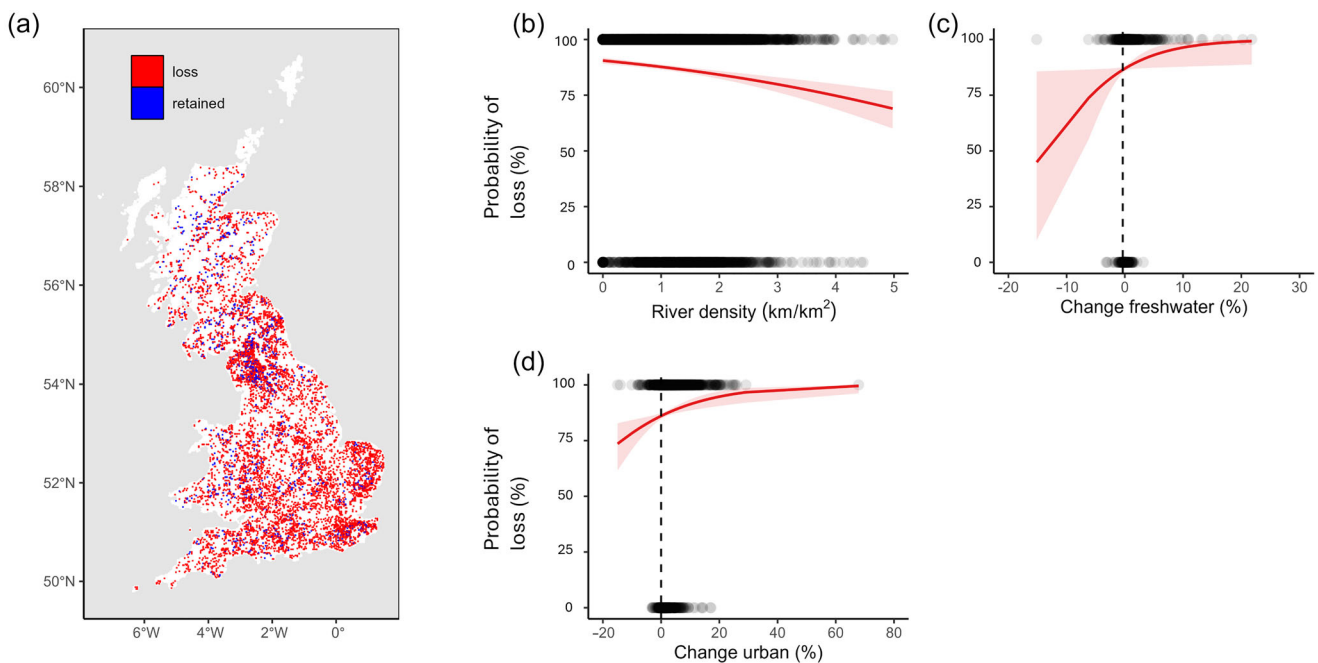 (a)
loss
retained
60°N
58°N
56°N
54°N
52°N
50°N
6°W
4°W
2°W
0°
(b)
Probability of
loss (%)
100
75
50
25
0
0
1
2
3
4
5
River density (km/km²)
(c)
100
75
50
25
0
−20
−10
0
10
20
30
Change freshwater (%)
(d)
Probability of
loss (%)
100
75
50
25
0
−20
0
20
40
60
80
Change urban (%)